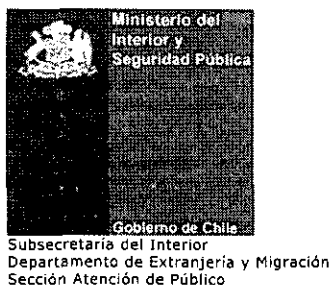 Ministerio del
Interior y
Seguridad Pública
Gobierno de Chile
Subsecretaría del Interior
Departamento de Extranjería y Migración
Sección Atención de Público